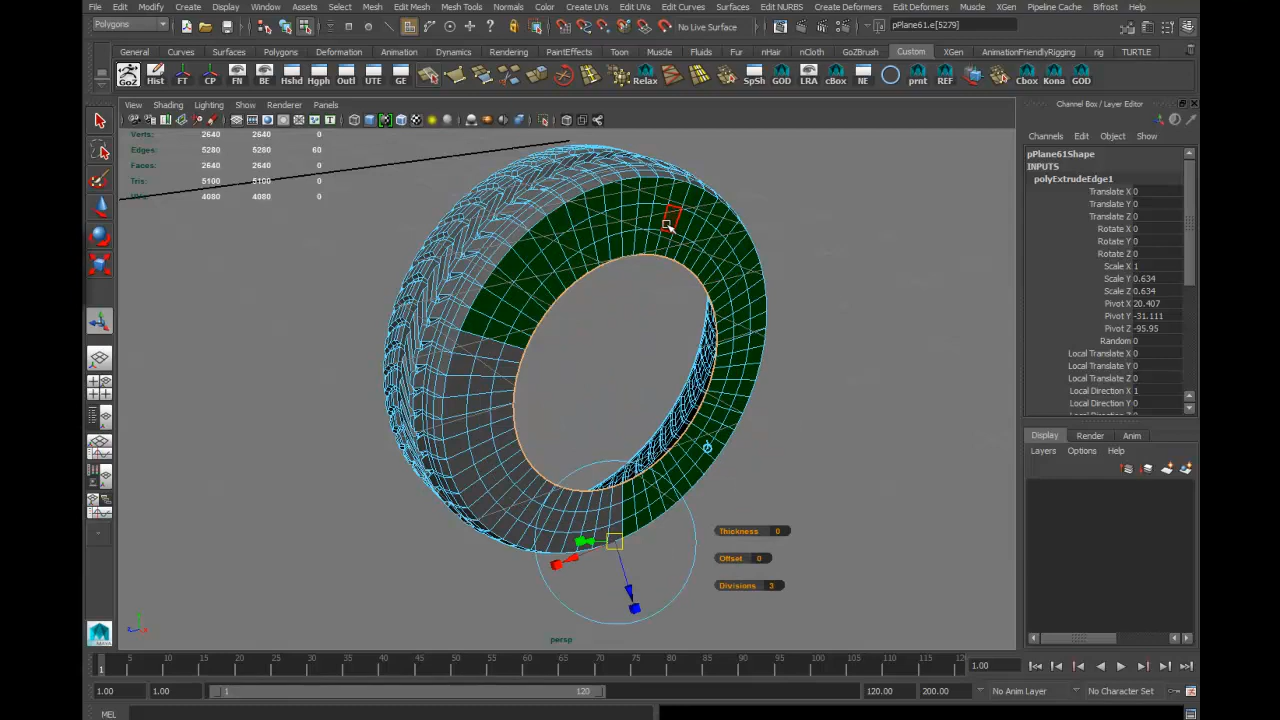 Edit Modify Create Display Window Assets Select Mesh Edit Mesh Mesh Tools Normals Color Create UVs Edit UVs Edit Curves Surfaces Edit NURBS Create Deformers Muscle XGen Pipeline Cache Bifrost Help
Polygons No Live Surface pPlane61.e[5279]
General Curves Surfaces Polygons Deformation Animation Dynamics Rendering PaintEffects Toon Muscle Fluids Fur nHair nCloth GoZBrush Custom XGen AnimationFriendlyRigging rig TURTLE
GoZ Hist FT CP FN BE Hshd Hgph Outl UTE GE Relax SpSh GOD LRA cBox NE prnt REF Cbox Kona GOD
View Shading Lighting Show Renderer Panels
Channel Box / Layer Editor
Verts: 2640 2640 0
Edges: 5280 5280 60
Faces: 2640 2640 0
Tris: 5100 5100 0
4080 4080 0
Channels Edit Object Show
pPlane61Shape
INPUTS
polyExtrudeEdge1
Translate X 0
Translate Y 0
Translate Z 0
Rotate X 0
Rotate Y 0
Rotate Z 0
Scale X 1
Scale Y 0.634
Scale Z 0.634
Pivot X 20.407
Pivot Y -31.111
Pivot Z -95.95
Random 0
Local Translate X 0
Local Translate Y 0
Local Translate Z 0
Local Direction X 1
Local Direction Y 0
Thickness 0
Offset 0
Divisions 3
persp
Display Render Anim
Layers Options Help
MAYA
1 5 10 15 20 25 30 35 40 45 50 55 60 65 70 75 80 85 90 95 100 105 110 115 12 1.00
1.00 1.00 1 120 120.00 200.00 No Anim Layer No Character Set
MEL